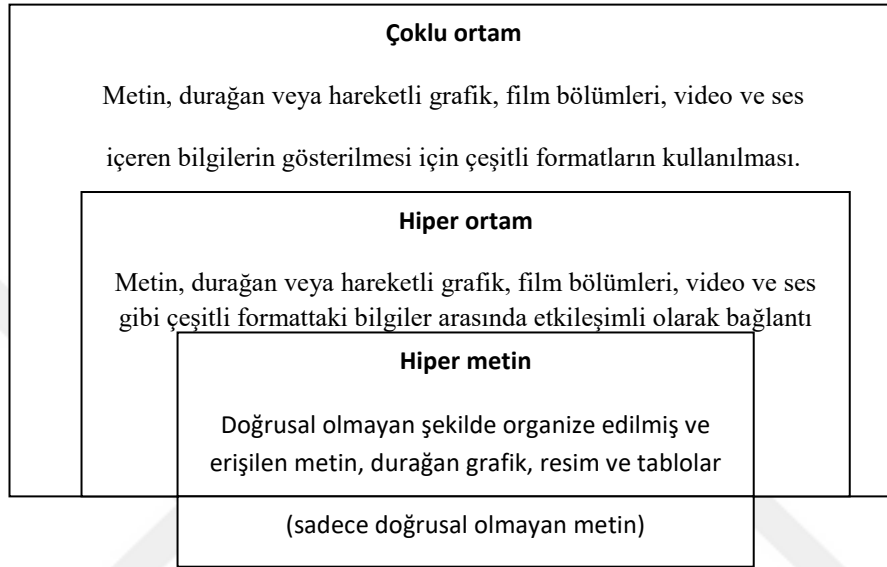 Çoklu ortam
Metin, durağan veya hareketli grafik, film bölümleri, video ve ses
içeren bilgilerin gösterilmesi için çeşitli formatların kullanılması.
Hiper ortam
Metin, durağan veya hareketli grafik, film bölümleri, video ve ses
gibi çeşitli formattaki bilgiler arasında etkileşimli olarak bağlantı
Hiper metin
Doğrusal olmayan şekilde organize edilmiş ve
erişilen metin, durağan grafik, resim ve tablolar
(sadece doğrusal olmayan metin)